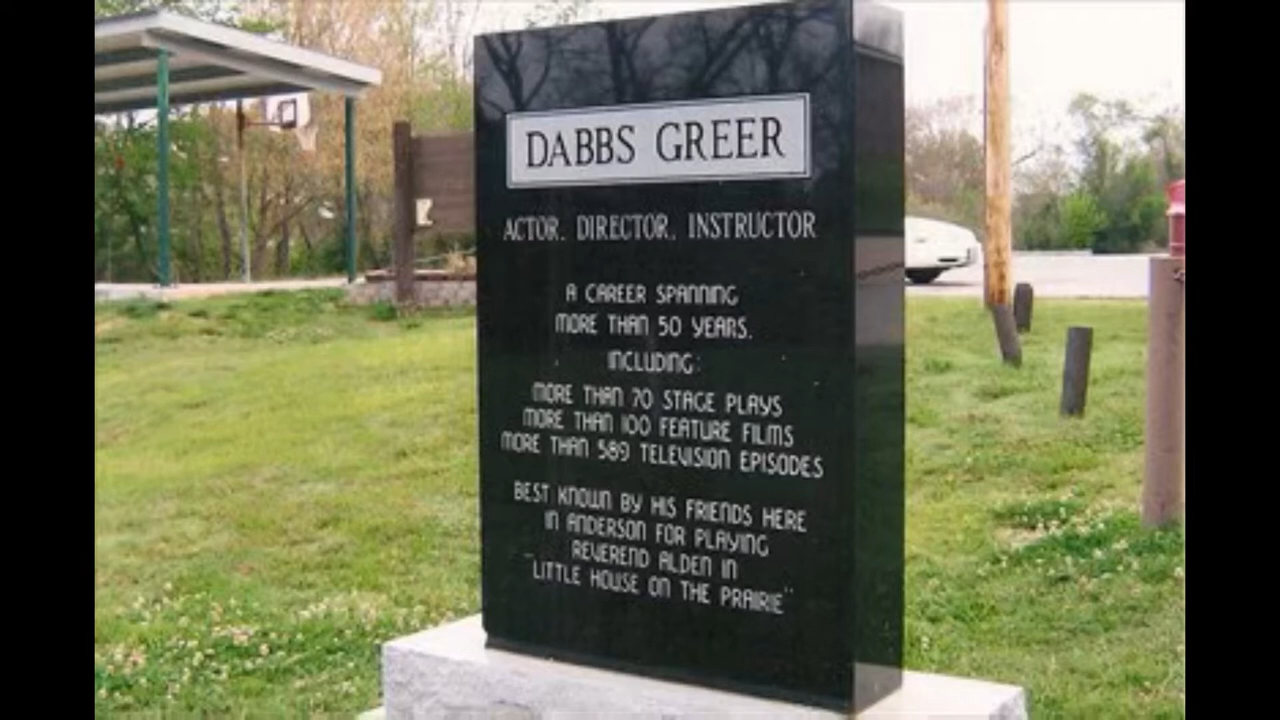 DABBS GREER
ACTOR, DIRECTOR, INSTRUCTOR
A CAREER SPANNING
MORE THAN 50 YEARS.
INCLUDING:
MORE THAN 70 STAGE PLAYS
MORE THAN 100 FEATURE FILMS
MORE THAN 589 TELEVISION EPISODES
BEST KNOWN BY HIS FRIENDS HERE
IN ANDERSON FOR PLAYING
REVEREND ALDEN IN
"LITTLE HOUSE ON THE PRAIRIE"